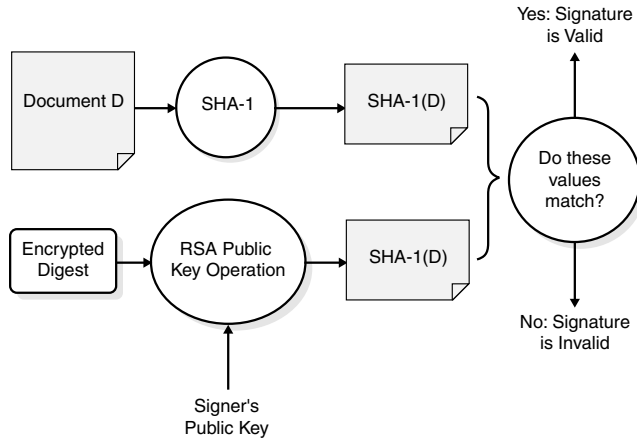 Yes: Signature
is Valid
Document D
SHA-1
SHA-1(D)
Do these
values
match?
Encrypted
Digest
RSA Public
Key Operation
SHA-1(D)
No: Signature
is Invalid
Signer's
Public Key